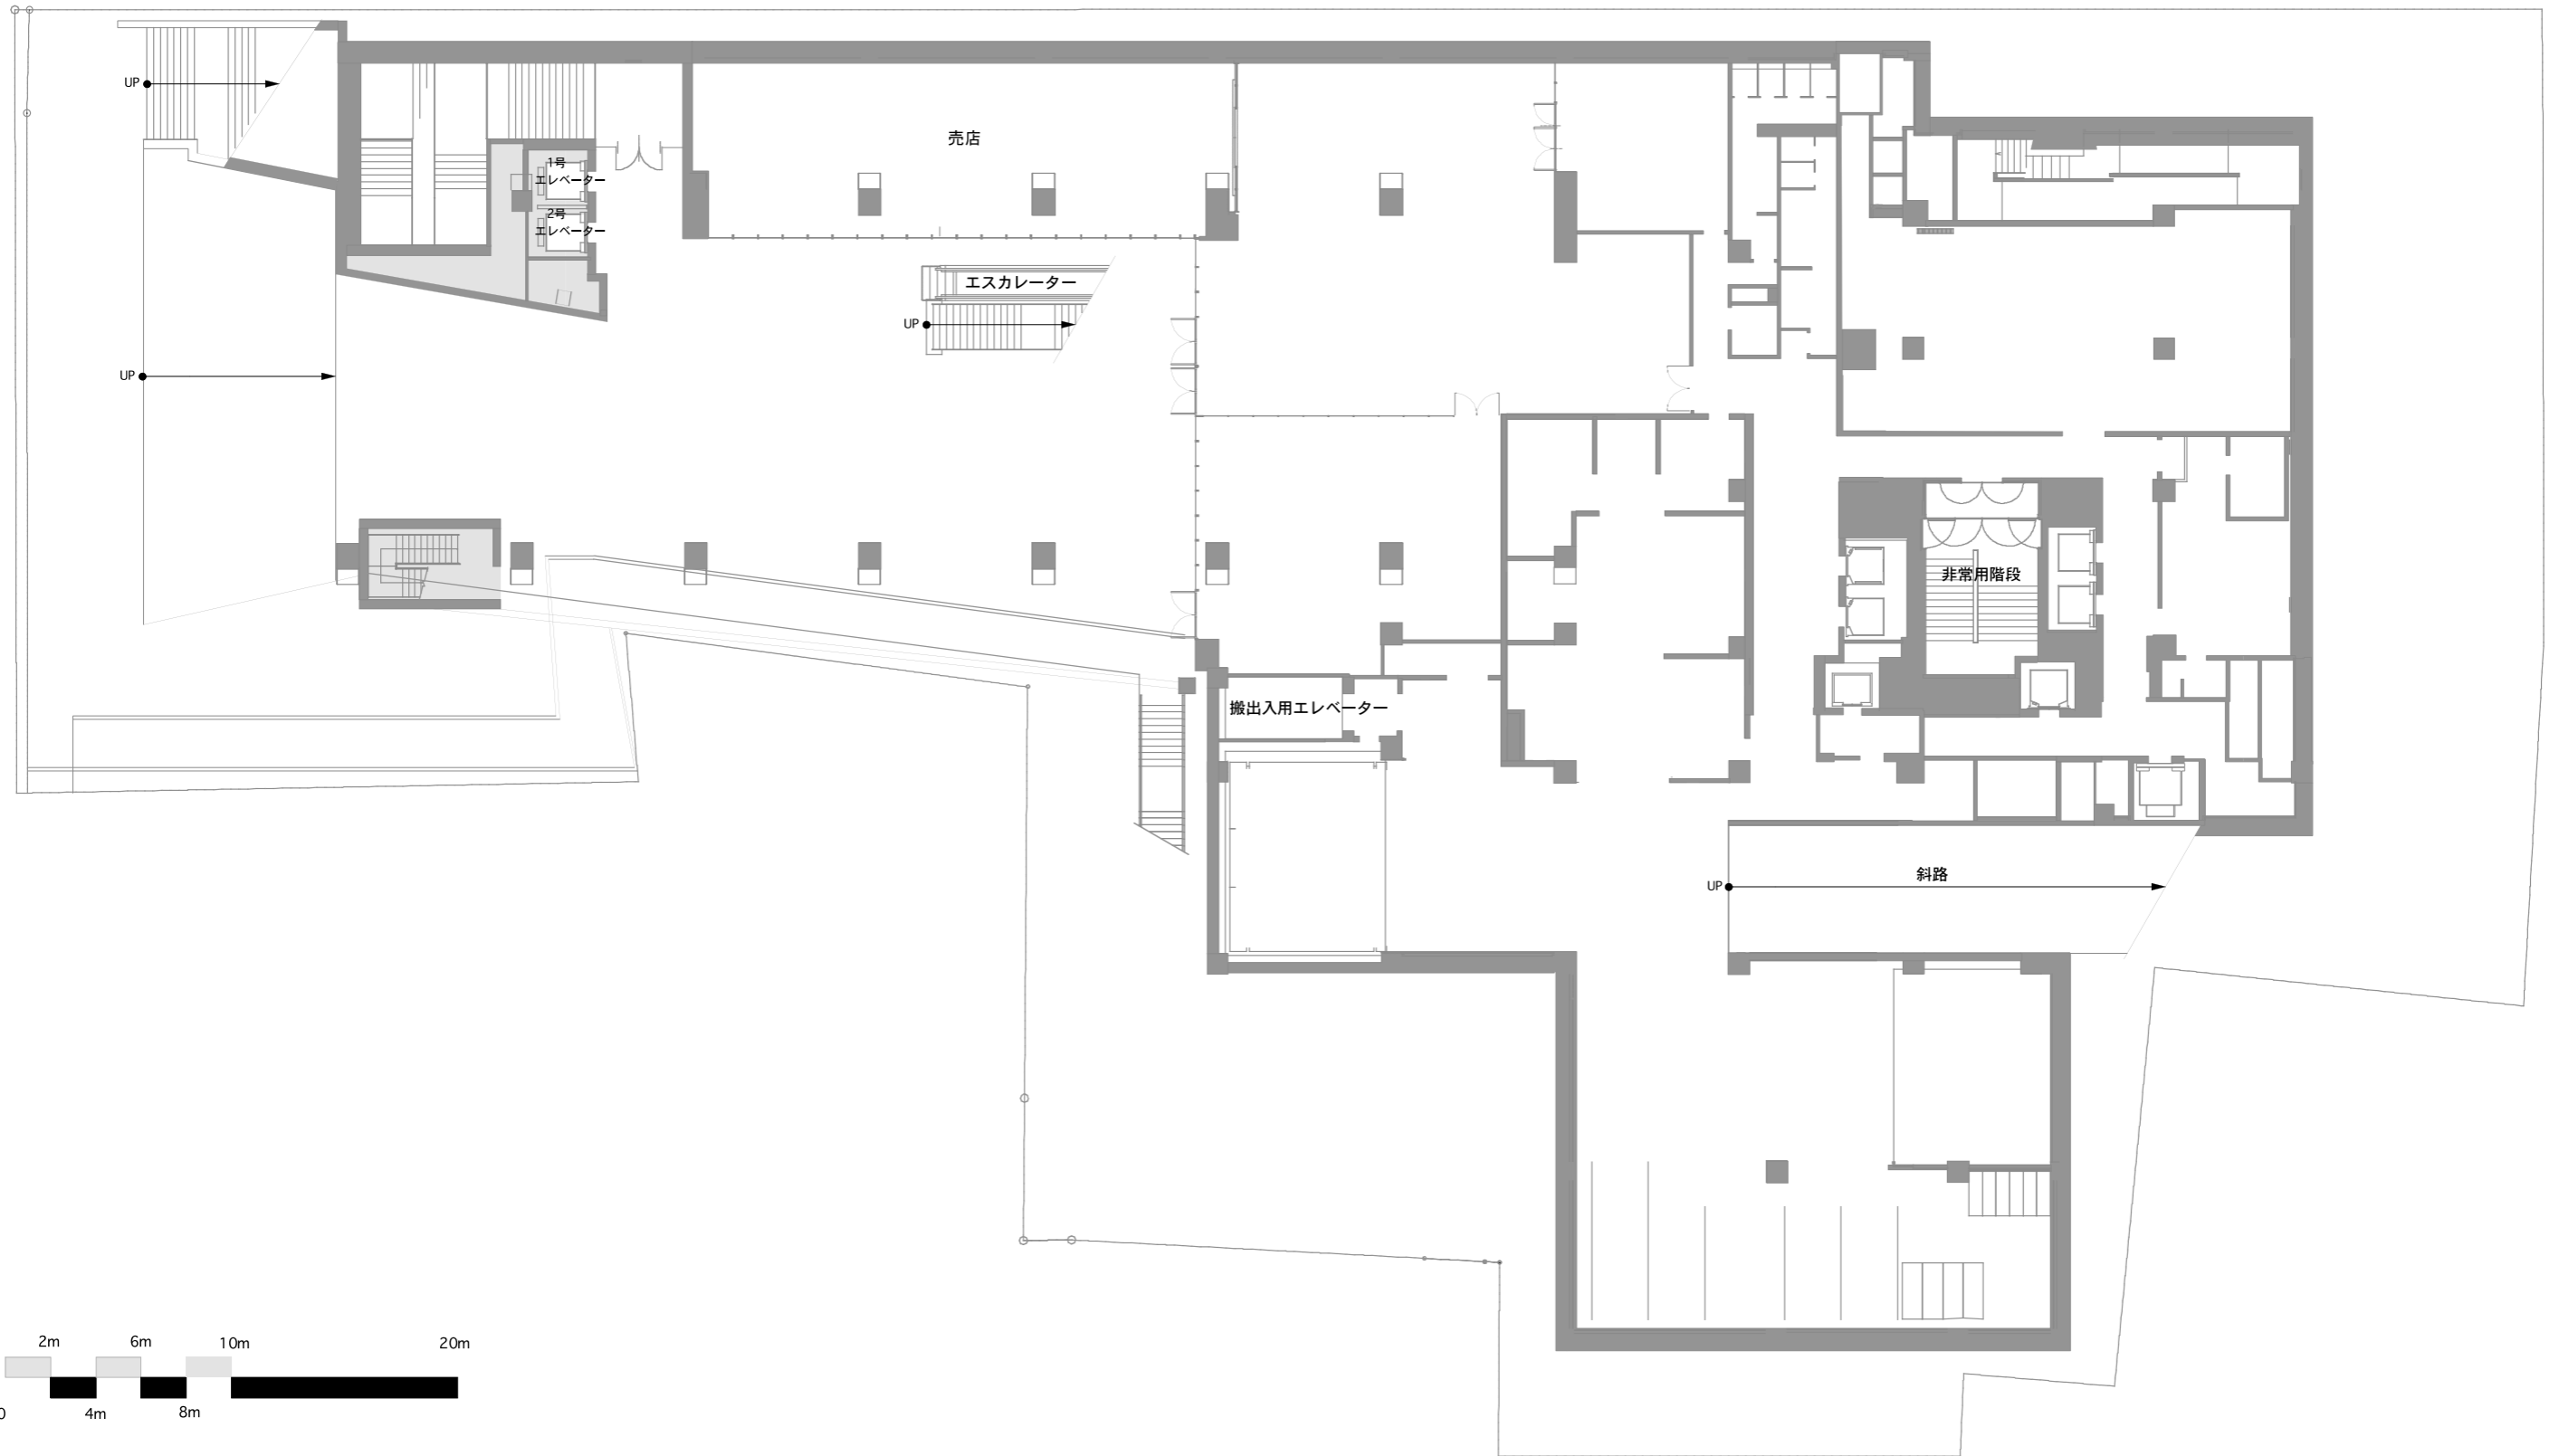 UP
売店
1号
エレベーター
2号
エレベーター
エスカレーター
UP
UP
非常用階段
搬出入用エレベーター
斜路
UP
2m
6m
10m
20m
0
4m
8m